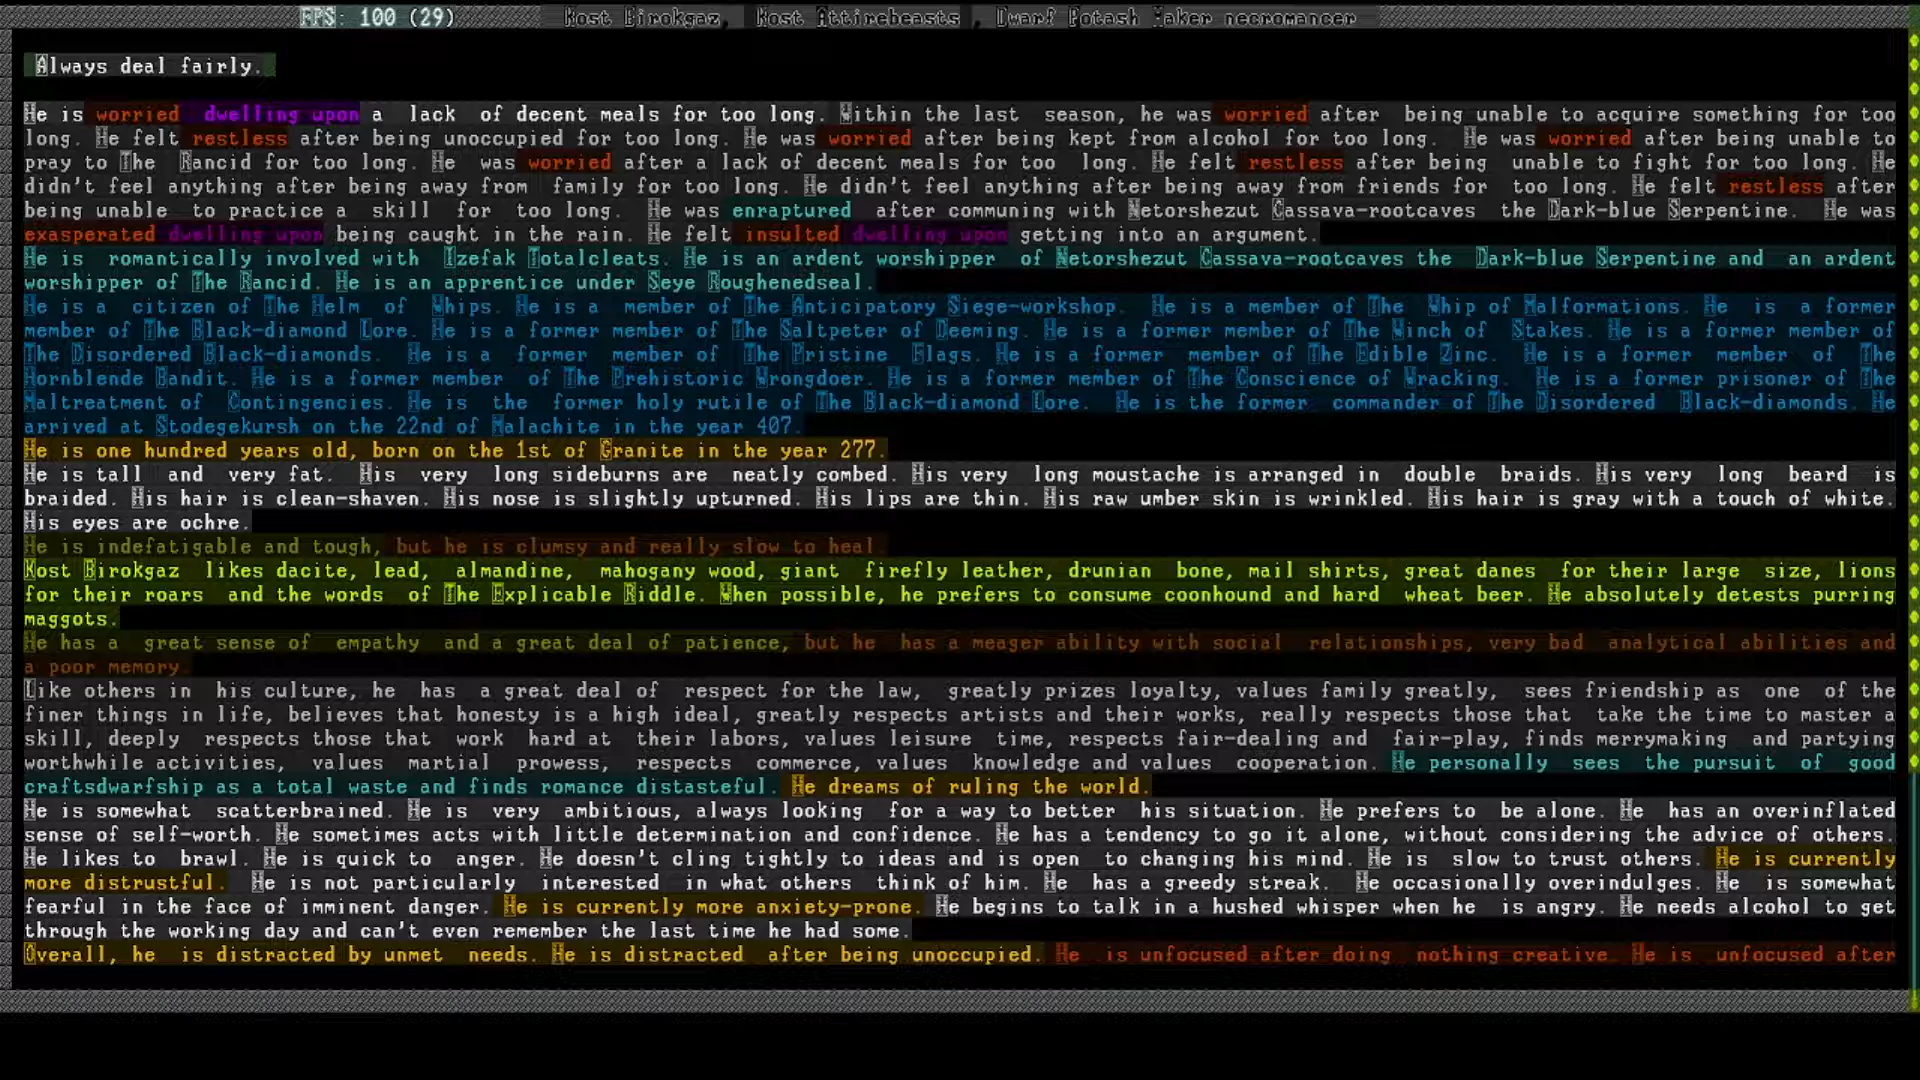 FPS: 100 (29) Kost Birokgaz, Kost Attirebeasts , Dwarf Potash Maker necromancer
Always deal fairly.
He is worried dwelling upon a lack of decent meals for too long. Within the last season, he was worried after being unable to acquire something for too
long. He felt restless after being unoccupied for too long. He was worried after being kept from alcohol for too long. He was worried after being unable to
pray to The Rancid for too long. He was worried after a lack of decent meals for too long. He felt restless after being unable to fight for too long. He
didn't feel anything after being away from family for too long. He didn't feel anything after being away from friends for too long. He felt restless after
being unable to practice a skill for too long. He was enraptured after communing with Netorshezut Cassava-rootcaves the Dark-blue Serpentine. He was
exasperated dwelling upon being caught in the rain. He felt insulted dwelling upon getting into an argument.
He is romantically involved with Izefak Totalcleats. He is an ardent worshipper of Netorshezut Cassava-rootcaves the Dark-blue Serpentine and an ardent
worshipper of The Rancid. He is an apprentice under Seye Roughenedseal.
He is a citizen of The Helm of Whips. He is a member of The Anticipatory Siege-workshop. He is a member of The Whip of Malformations. He is a former
member of The Black-diamond Lore. He is a former member of The Saltpeter of Deeming. He is a former member of The Winch of Stakes. He is a former member of
The Disordered Black-diamonds. He is a former member of The Pristine Flags. He is a former member of The Edible Zinc. He is a former member of The
Hornblende Bandit. He is a former member of The Prehistoric Wrongdoer. He is a former member of The Conscience of Wracking. He is a former prisoner of The
Maltreatment of Contingencies. He is the former holy rutile of The Black-diamond Lore. He is the former commander of The Disordered Black-diamonds. He
arrived at Stodegekursh on the 22nd of Malachite in the year 407.
He is one hundred years old, born on the 1st of Granite in the year 277.
He is tall and very fat. His very long sideburns are neatly combed. His very long moustache is arranged in double braids. His very long beard is
braided. His hair is clean-shaven. His nose is slightly upturned. His lips are thin. His raw umber skin is wrinkled. His hair is gray with a touch of white.
His eyes are ochre.
He is indefatigable and tough, but he is clumsy and really slow to heal.
Kost Birokgaz likes dacite, lead, almandine, mahogany wood, giant firefly leather, drunian bone, mail shirts, great danes for their large size, lions
for their roars and the words of The Explicable Riddle. When possible, he prefers to consume coonhound and hard wheat beer. He absolutely detests purring
maggots.
He has a great sense of empathy and a great deal of patience, but he has a meager ability with social relationships, very bad analytical abilities and
a poor memory.
Like others in his culture, he has a great deal of respect for the law, greatly prizes loyalty, values family greatly, sees friendship as one of the
finer things in life, believes that honesty is a high ideal, greatly respects artists and their works, really respects those that take the time to master a
skill, deeply respects those that work hard at their labors, values leisure time, respects fair-dealing and fair-play, finds merrymaking and partying
worthwhile activities, values martial prowess, respects commerce, values knowledge and values cooperation. He personally sees the pursuit of good
craftsdwarfship as a total waste and finds romance distasteful. He dreams of ruling the world.
He is somewhat scatterbrained. He is very ambitious, always looking for a way to better his situation. He prefers to be alone. He has an overinflated
sense of self-worth. He sometimes acts with little determination and confidence. He has a tendency to go it alone, without considering the advice of others.
He likes to brawl. He is quick to anger. He doesn't cling tightly to ideas and is open to changing his mind. He is slow to trust others. He is currently
more distrustful. He is not particularly interested in what others think of him. He has a greedy streak. He occasionally overindulges. He is somewhat
fearful in the face of imminent danger. He is currently more anxiety-prone. He begins to talk in a hushed whisper when he is angry. He needs alcohol to get
through the working day and can't even remember the last time he had some.
Overall, he is distracted by unmet needs. He is distracted after being unoccupied. He is unfocused after doing nothing creative. He is unfocused after